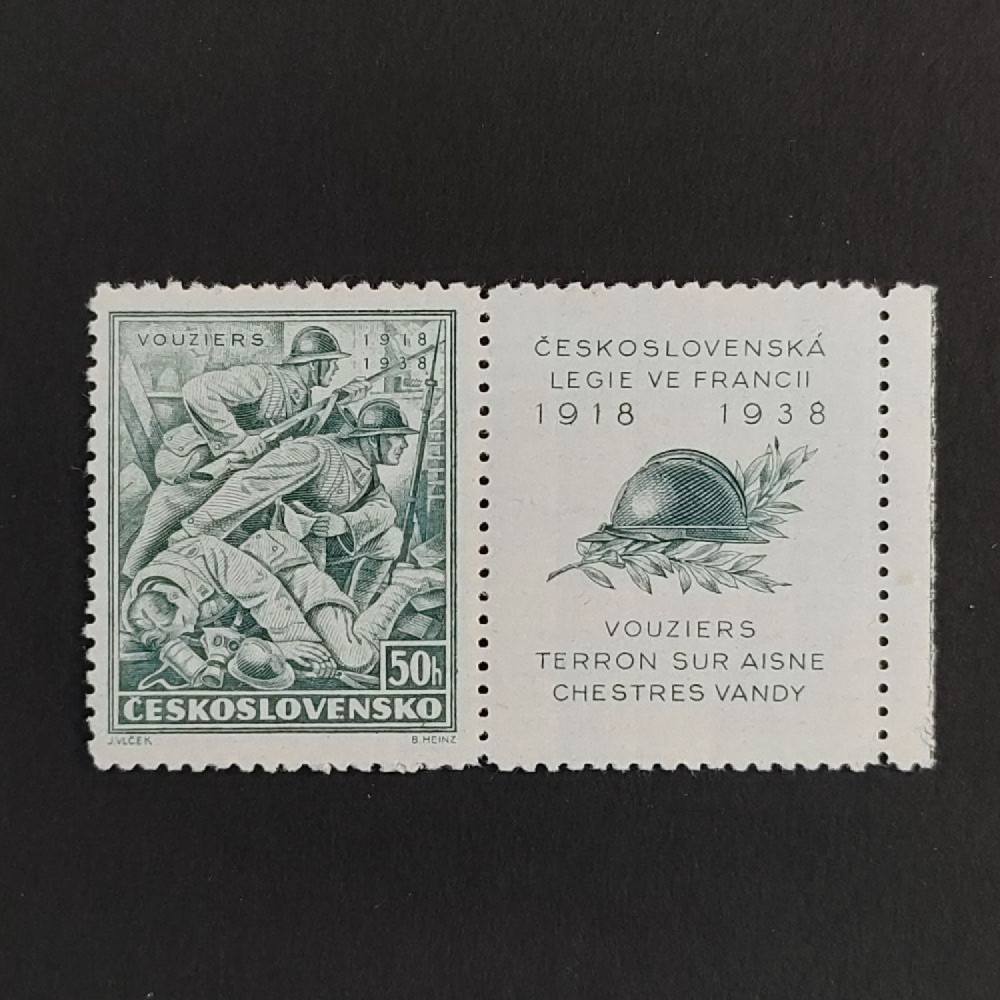 VOUZIERS 1918
1938
50h
ČESKOSLOVENSKO
J.VLČEK B.HEINZ
ČESKOSLOVENSKÁ
LEGIE VE FRANCII
1918 1938
VOUZIERS
TERRON SUR AISNE
CHESTRES VANDY